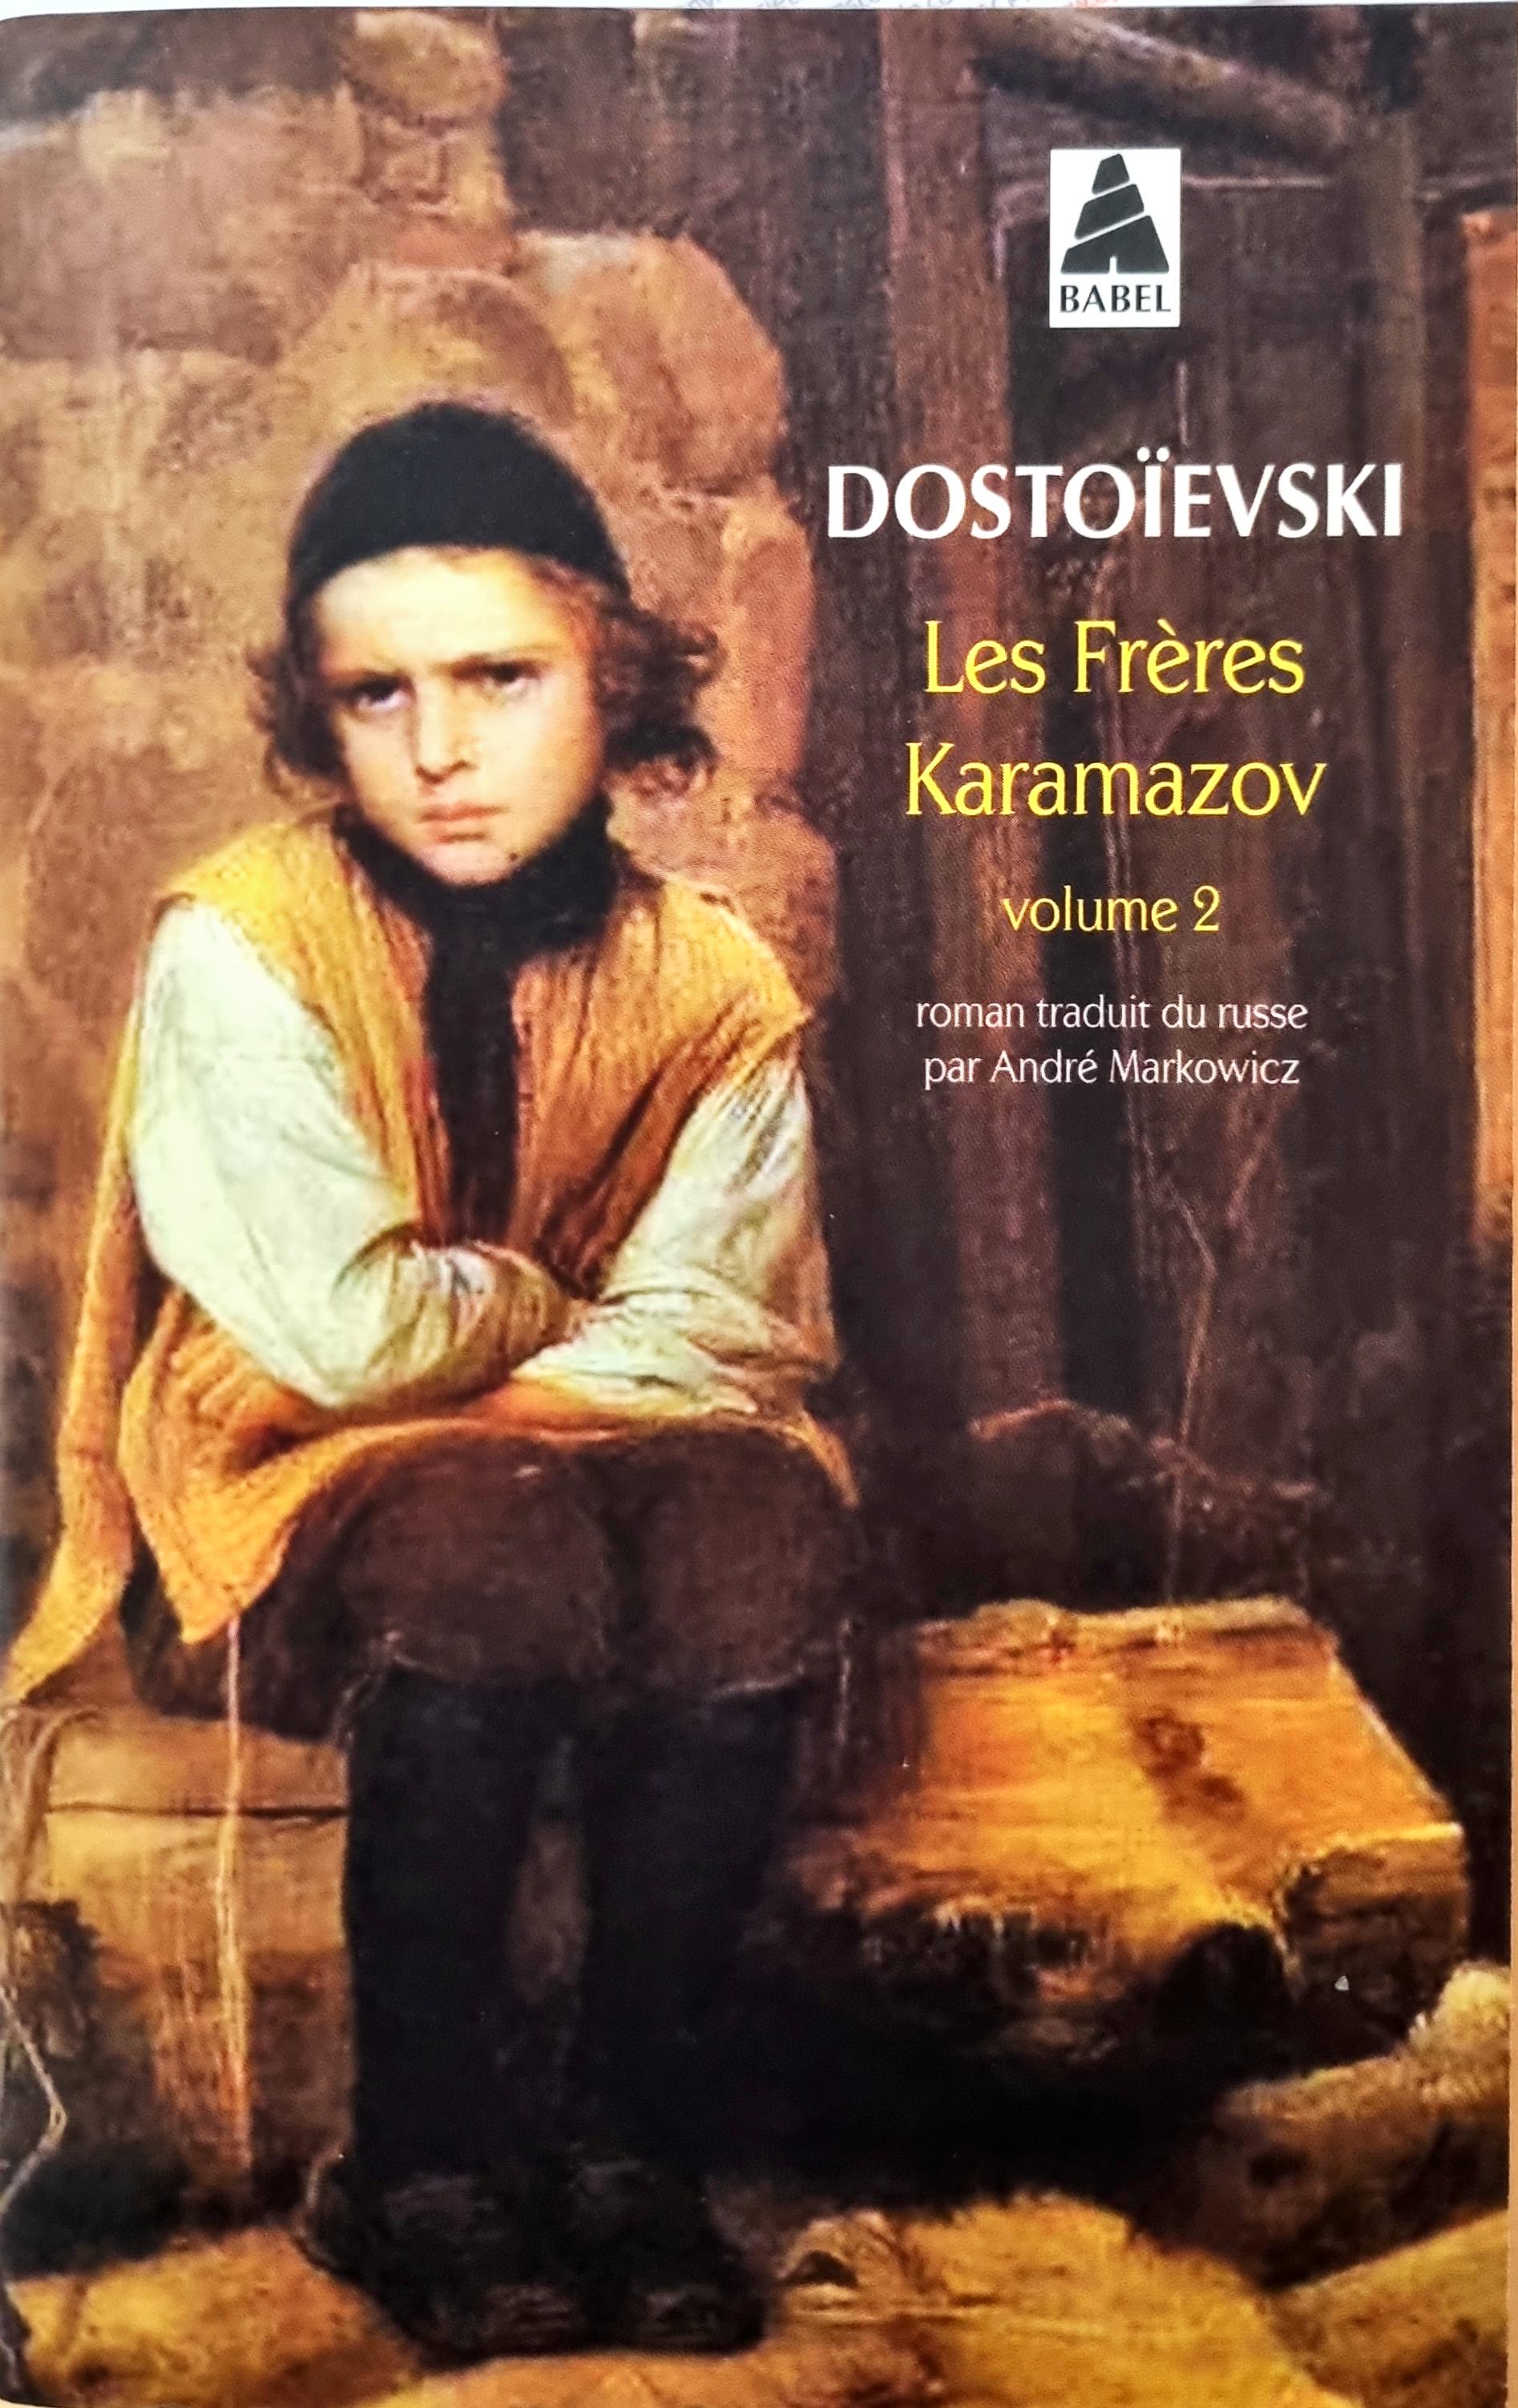 BABEL
DOSTOÏEVSKI
Les Frères
Karamazov
volume 2
roman traduit du russe
par André Markowicz